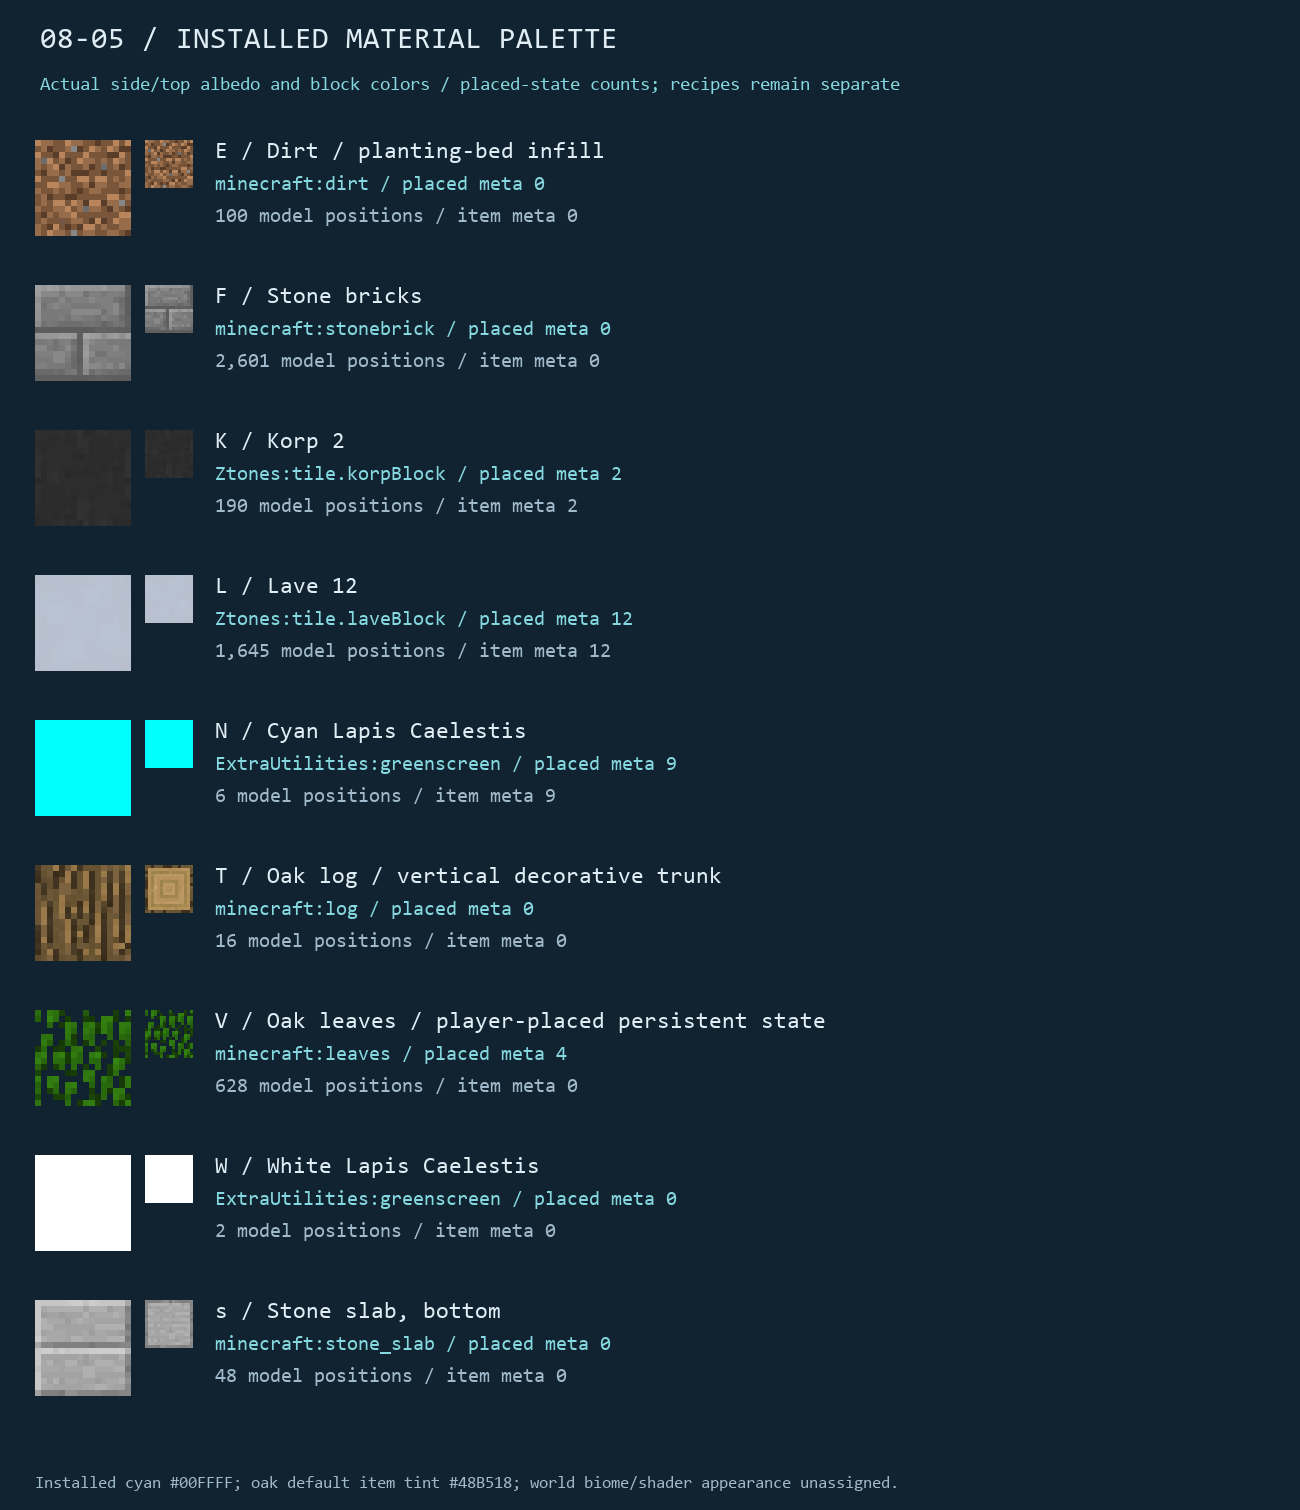 08-05 / INSTALLED MATERIAL PALETTE
Actual side/top albedo and block colors / placed-state counts; recipes remain separate
E / Dirt / planting-bed infill
minecraft:dirt / placed meta 0
100 model positions / item meta 0
F / Stone bricks
minecraft:stonebrick / placed meta 0
2,601 model positions / item meta 0
K / Korp 2
Ztones:tile.korpBlock / placed meta 2
190 model positions / item meta 2
L / Lave 12
Ztones:tile.laveBlock / placed meta 12
1,645 model positions / item meta 12
N / Cyan Lapis Caelestis
ExtraUtilities:greenscreen / placed meta 9
6 model positions / item meta 9
T / Oak log / vertical decorative trunk
minecraft:log / placed meta 0
16 model positions / item meta 0
V / Oak leaves / player-placed persistent state
minecraft:leaves / placed meta 4
628 model positions / item meta 0
W / White Lapis Caelestis
ExtraUtilities:greenscreen / placed meta 0
2 model positions / item meta 0
s / Stone slab, bottom
minecraft:stone_slab / placed meta 0
48 model positions / item meta 0
Installed cyan #00FFFF; oak default item tint #48B518; world biome/shader appearance unassigned.